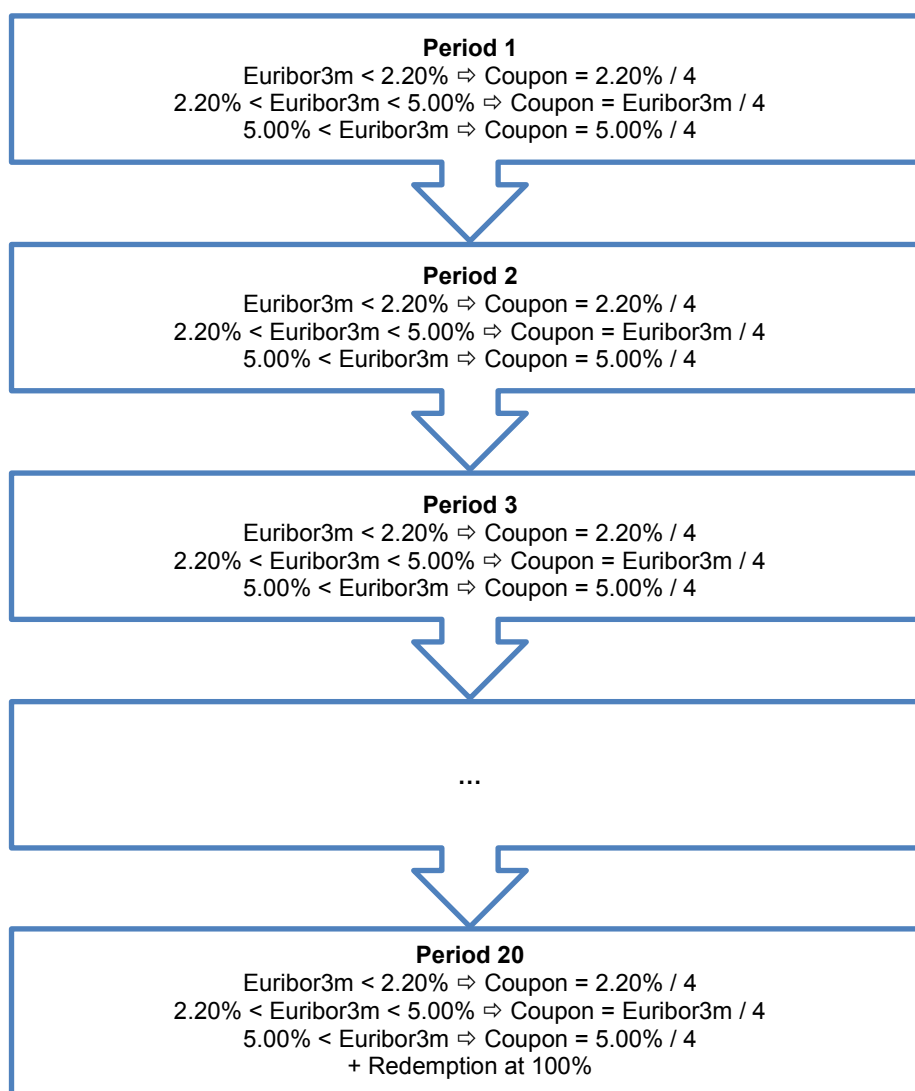 Period 1
Euribor3m < 2.20% ⇨ Coupon = 2.20% / 4
2.20% < Euribor3m < 5.00% ⇨ Coupon = Euribor3m / 4
5.00% < Euribor3m ⇨ Coupon = 5.00% / 4
Period 2
Euribor3m < 2.20% ⇨ Coupon = 2.20% / 4
2.20% < Euribor3m < 5.00% ⇨ Coupon = Euribor3m / 4
5.00% < Euribor3m ⇨ Coupon = 5.00% / 4
Period 3
Euribor3m < 2.20% ⇨ Coupon = 2.20% / 4
2.20% < Euribor3m < 5.00% ⇨ Coupon = Euribor3m / 4
5.00% < Euribor3m ⇨ Coupon = 5.00% / 4
...
Period 20
Euribor3m < 2.20% ⇨ Coupon = 2.20% / 4
2.20% < Euribor3m < 5.00% ⇨ Coupon = Euribor3m / 4
5.00% < Euribor3m ⇨ Coupon = 5.00% / 4
+ Redemption at 100%